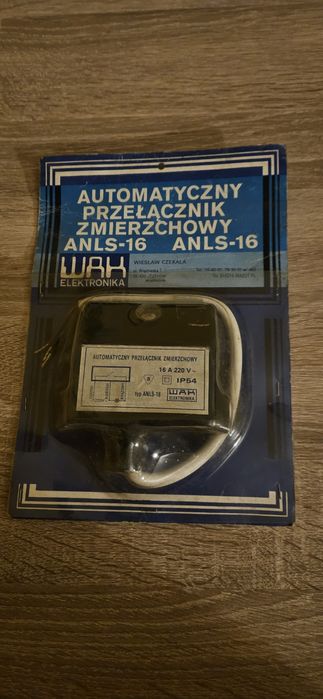 AUTOMATYCZNY
PRZEŁĄCZNIK
ZMIERZCHOWY
ANLS-16 ANLS-16
WAK
ELEKTRONIKA
WIESŁAW CZEKAŁA
AUTOMATYCZNY PRZEŁĄCZNIK ZMIERZCHOWY
16 A 220 V~
IP54
typ ANLS-16
WAK
ELEKTRONIKA